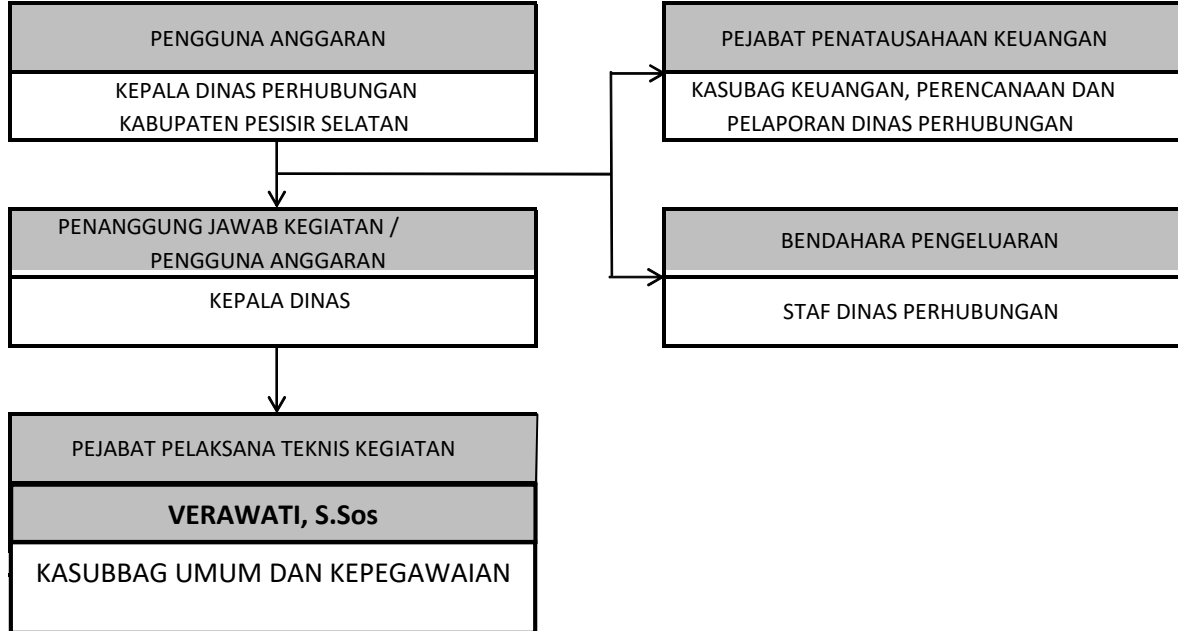 PENGGUNA ANGGARAN
KEPALA DINAS PERHUBUNGAN
KABUPATEN PESISIR SELATAN
PEJABAT PENATAUSAHAAN KEUANGAN
KASUBAG KEUANGAN, PERENCANAAN DAN
PELAPORAN DINAS PERHUBUNGAN
PENANGGUNG JAWAB KEGIATAN /
PENGGUNA ANGGARAN
KEPALA DINAS
BENDAHARA PENGELUARAN
STAF DINAS PERHUBUNGAN
PEJABAT PELAKSANA TEKNIS KEGIATAN
VERAWATI, S.Sos
KASUBBAG UMUM DAN KEPEGAWAIAN